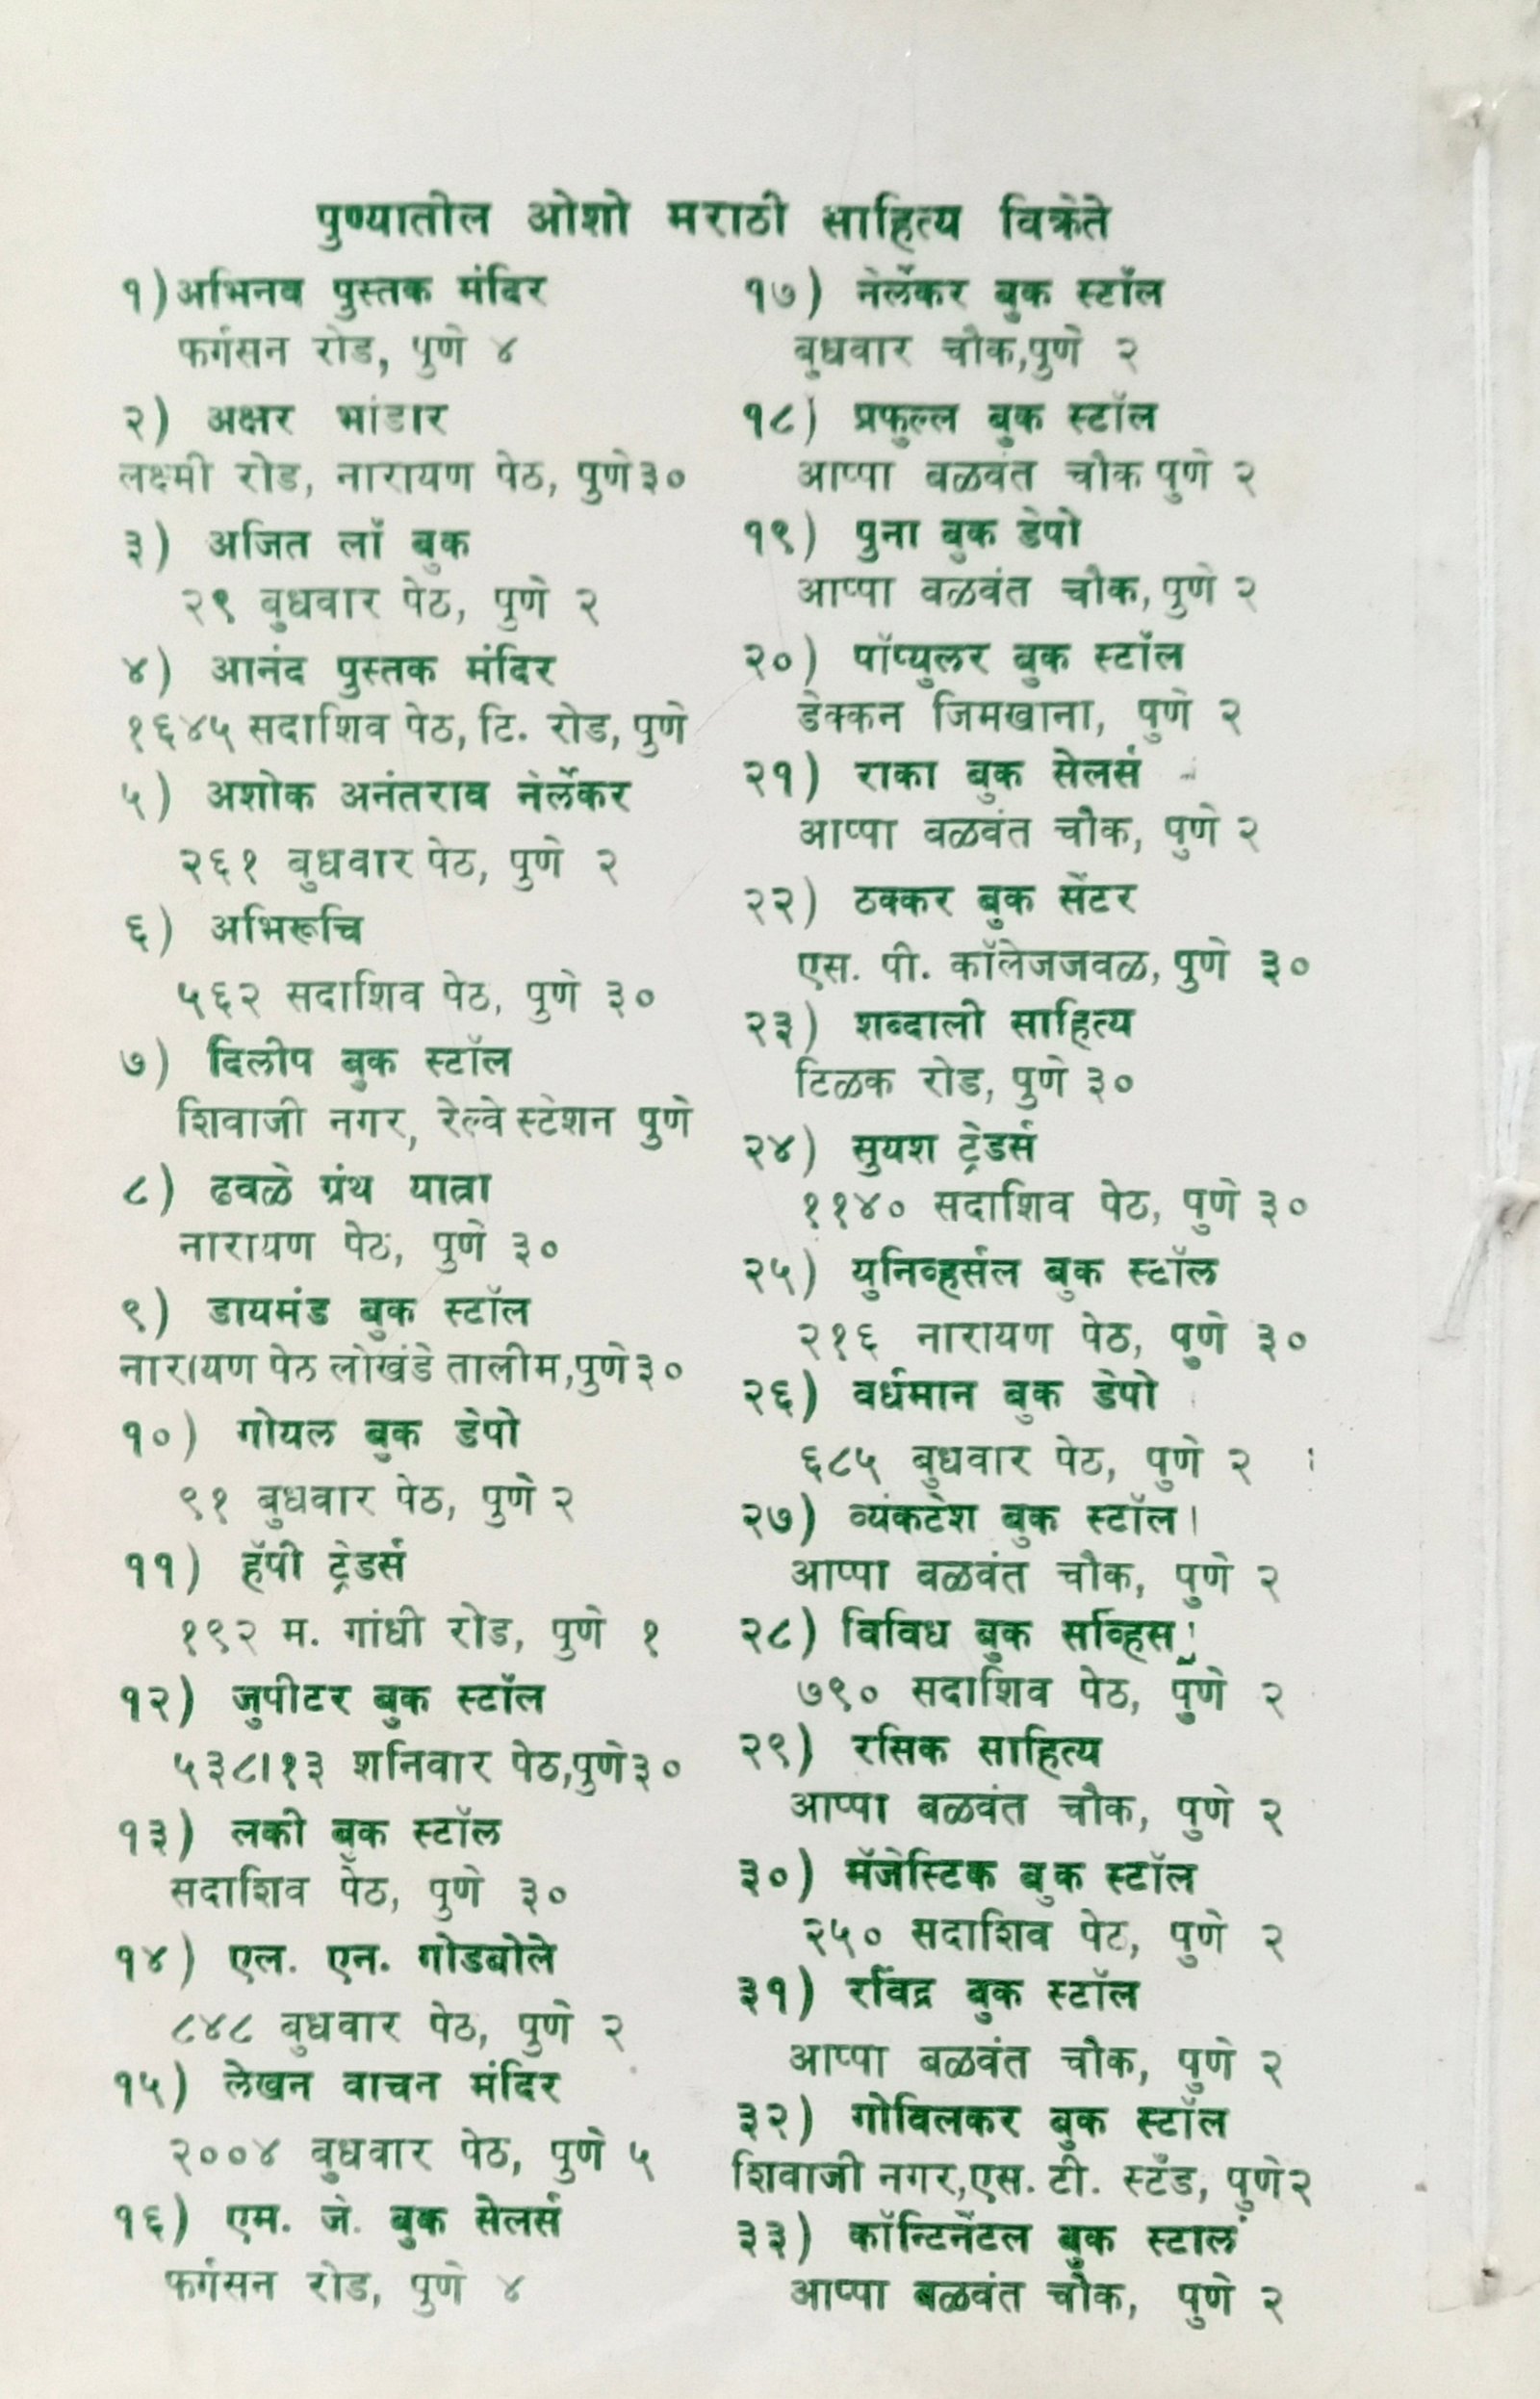 पुण्यातील ओशो मराठी साहित्य विक्रेते
१) अभिनव पुस्तक मंदिर
फर्गसन रोड, पुणे ४
२) अक्षर भांडार
लक्ष्मी रोड, नारायण पेठ, पुणे ३०
३) अजित लॉ बुक
२९ बुधवार पेठ, पुणे २
४) आनंद पुस्तक मंदिर
१६४५ सदाशिव पेठ, टि. रोड, पुणे
५) अशोक अनंतराव नेर्लेकर
२६१ बुधवार पेठ, पुणे २
६) अभिरूचि
५६२ सदाशिव पेठ, पुणे ३०
७) दिलीप बुक स्टॉल
शिवाजी नगर, रेल्वे स्टेशन पुणे
८) ढवळे ग्रंथ यात्रा
नारायण पेठ, पुणे ३०
९) डायमंड बुक स्टॉल
नारायण पेठ लोखंडे तालीम,पुणे ३०
१०) गोयल बुक डेपो
९१ बुधवार पेठ, पुणे २
११) हॅपी ट्रेडर्स
१९२ म. गांधी रोड, पुणे १
१२) जुपीटर बुक स्टॉल
५३८।१३ शनिवार पेठ,पुणे ३०
१३) लकी बुक स्टॉल
सदाशिव पेठ, पुणे ३०
१४) एल. एन. गोडबोले
८४८ बुधवार पेठ, पुणे २
१५) लेखन वाचन मंदिर
२००४ बुधवार पेठ, पुणे ५
१६) एम. जे. बुक सेलर्स
फर्गसन रोड, पुणे ४
१७) नेर्लेकर बुक स्टॉल
बुधवार चौक,पुणे २
१८) प्रफुल्ल बुक स्टॉल
आप्पा बळवंत चौक पुणे २
१९) पुना बुक डेपो
आप्पा बळवंत चौक, पुणे २
२०) पॉप्युलर बुक स्टॉल
डेक्कन जिमखाना, पुणे २
२१) राका बुक सेलर्स
आप्पा बळवंत चौक, पुणे २
२२) ठक्कर बुक सेंटर
एस. पी. कॉलेजजवळ, पुणे ३०
२३) शब्दाली साहित्य
टिळक रोड, पुणे ३०
२४) सुयश ट्रेडर्स
११४० सदाशिव पेठ, पुणे ३०
२५) युनिव्हर्सल बुक स्टॉल
२१६ नारायण पेठ, पुणे ३०
२६) वर्धमान बुक डेपो
६८५ बुधवार पेठ, पुणे २
२७) व्यंकटेश बुक स्टॉल।
आप्पा बळवंत चौक, पुणे २
२८) विविध बुक सर्व्हिस
७९० सदाशिव पेठ, पुणे २
२९) रसिक साहित्य
आप्पा बळवंत चौक, पुणे २
३०) मॅजेस्टिक बुक स्टॉल
२५० सदाशिव पेठ, पुणे २
३१) रविंद्र बुक स्टॉल
आप्पा बळवंत चौक, पुणे २
३२) गोविलकर बुक स्टॉल
शिवाजी नगर,एस. टी. स्टँड, पुणे २
३३) कॉन्टिनेंटल बुक स्टाल
आप्पा बळवंत चौक, पुणे २